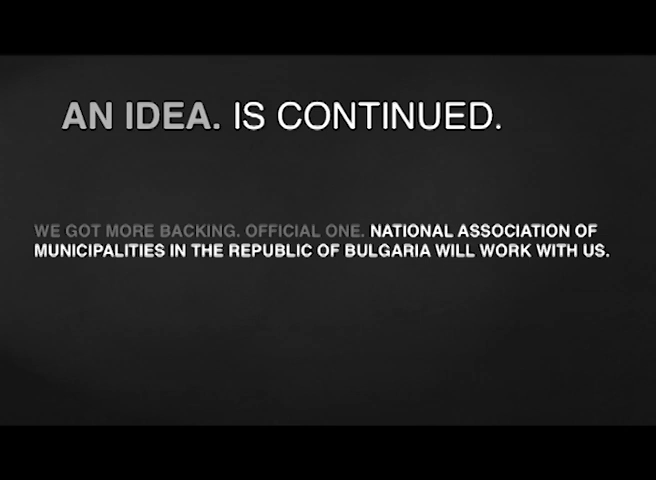 AN IDEA. IS CONTINUED.
WE GOT MORE BACKING. OFFICIAL ONE. NATIONAL ASSOCIATION OF
MUNICIPALITIES IN THE REPUBLIC OF BULGARIA WILL WORK WITH US.